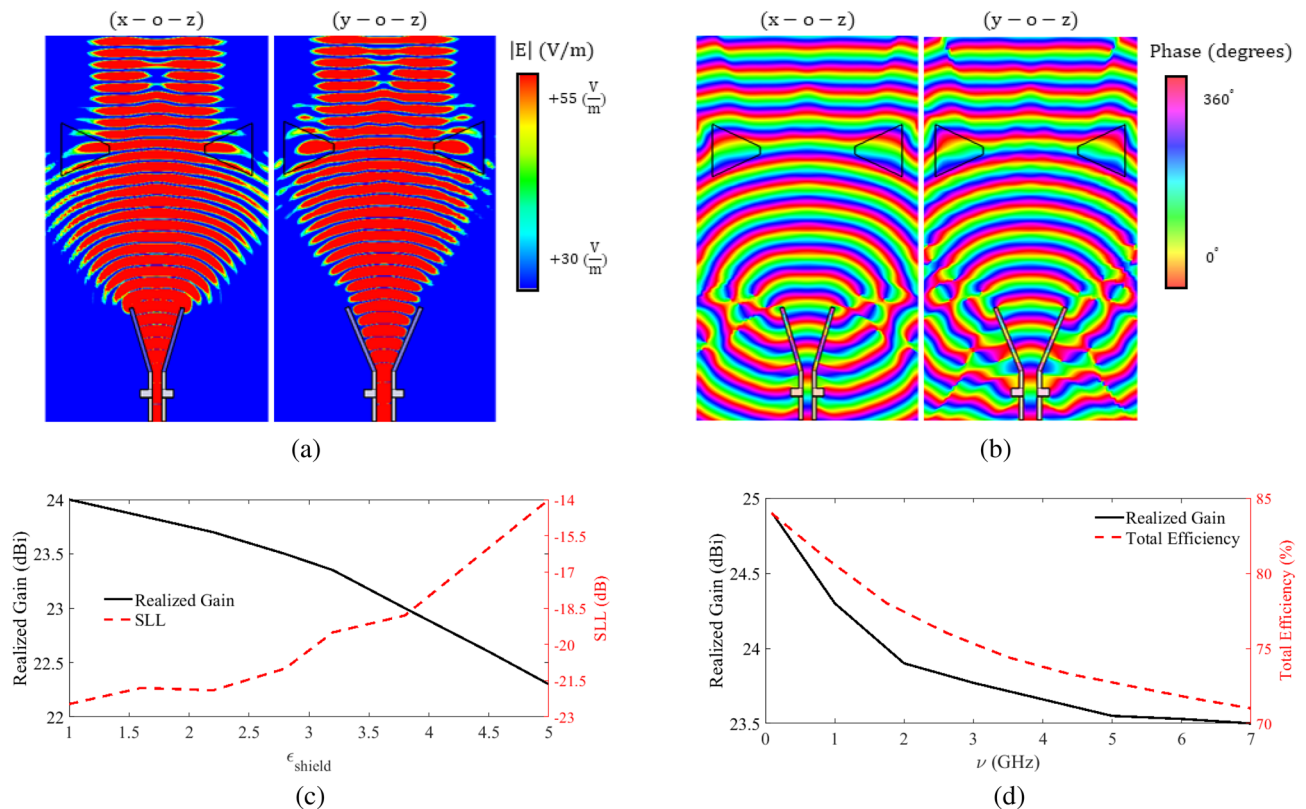 (x – o – z)
(y – o – z)
|E| (V/m)
+55 (V/m)
+30 (V/m)
(a)
(x – o – z)
(y – o – z)
Phase (degrees)
360°
0°
(b)
24
23.5
23
22.5
22
Realized Gain (dBi)
Realized Gain
SLL
-14
-15.5
-17
-18.5
-20
-21.5
-23
SLL (dB)
1 1.5 2 2.5 3 3.5 4 4.5 5
ϵshield
(c)
25
24.5
24
23.5
Realized Gain (dBi)
Realized Gain
Total Efficiency
85
80
75
70
Total Efficiency (%)
0 1 2 3 4 5 6 7
ν (GHz)
(d)